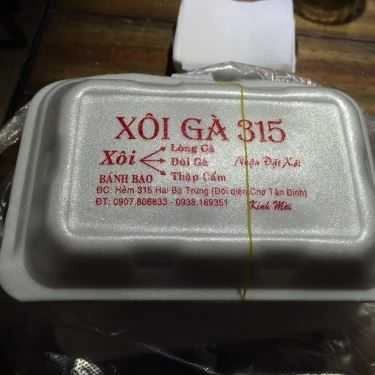 XÔI GÀ 315
Lòng Gà
Xôi Đùi Gà Nhận Đặt Xôi
BÁNH BAO Thập Cẩm
ĐC: Hẻm 315 Hai Bà Trưng (Đối diện Chợ Tân Định)
ĐT: 0907.806833 - 0938.169351 Kính Mời